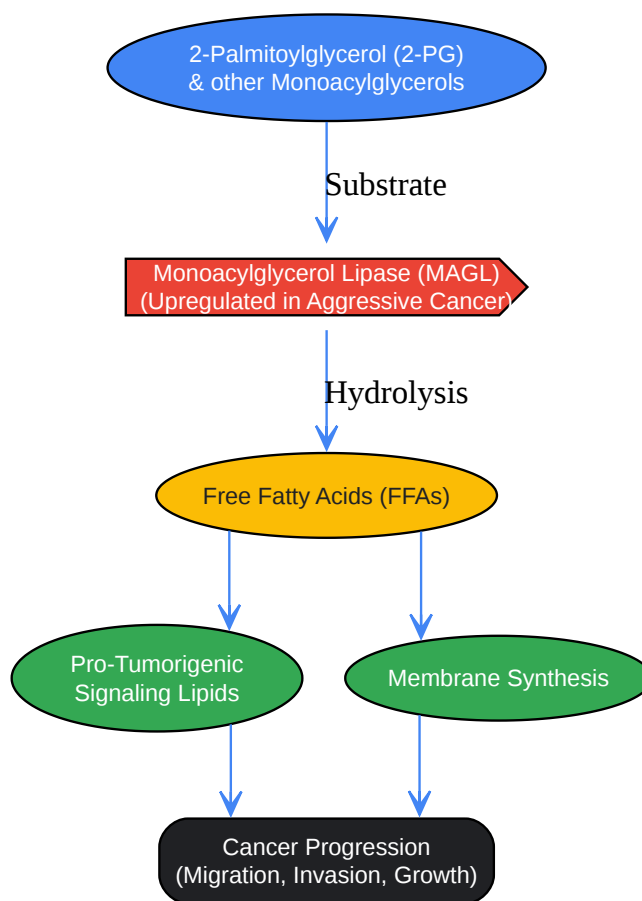 2-Palmitoylglycerol (2-PG)
& other Monoacylglycerols
Substrate
Monoacylglycerol Lipase (MAGL)
(Upregulated in Aggressive Cancer)
Hydrolysis
Free Fatty Acids (FFAs)
Pro-Tumorigenic
Signaling Lipids
Membrane Synthesis
Cancer Progression
(Migration, Invasion, Growth)